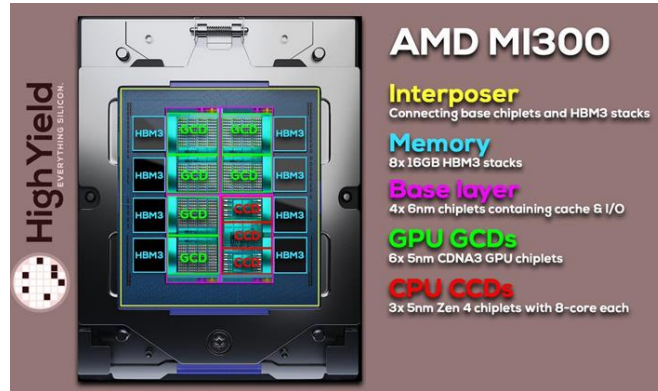 HighYield
EVERYTHING SILICON.
HBM3 GCD GCD HBM3
HBM3 GCD GCD HBM3
HBM3 GCD CCD HBM3
CCD
HBM3 GCD CCD HBM3
AMD MI300
Interposer
Connecting base chiplets and HBM3 stacks
Memory
8x 16GB HBM3 stacks
Base layer
4x 6nm chiplets containing cache & I/O
GPU GCDs
6x 5nm CDNA3 GPU chiplets
CPU CCDs
3x 5nm Zen 4 chiplets with 8-core each